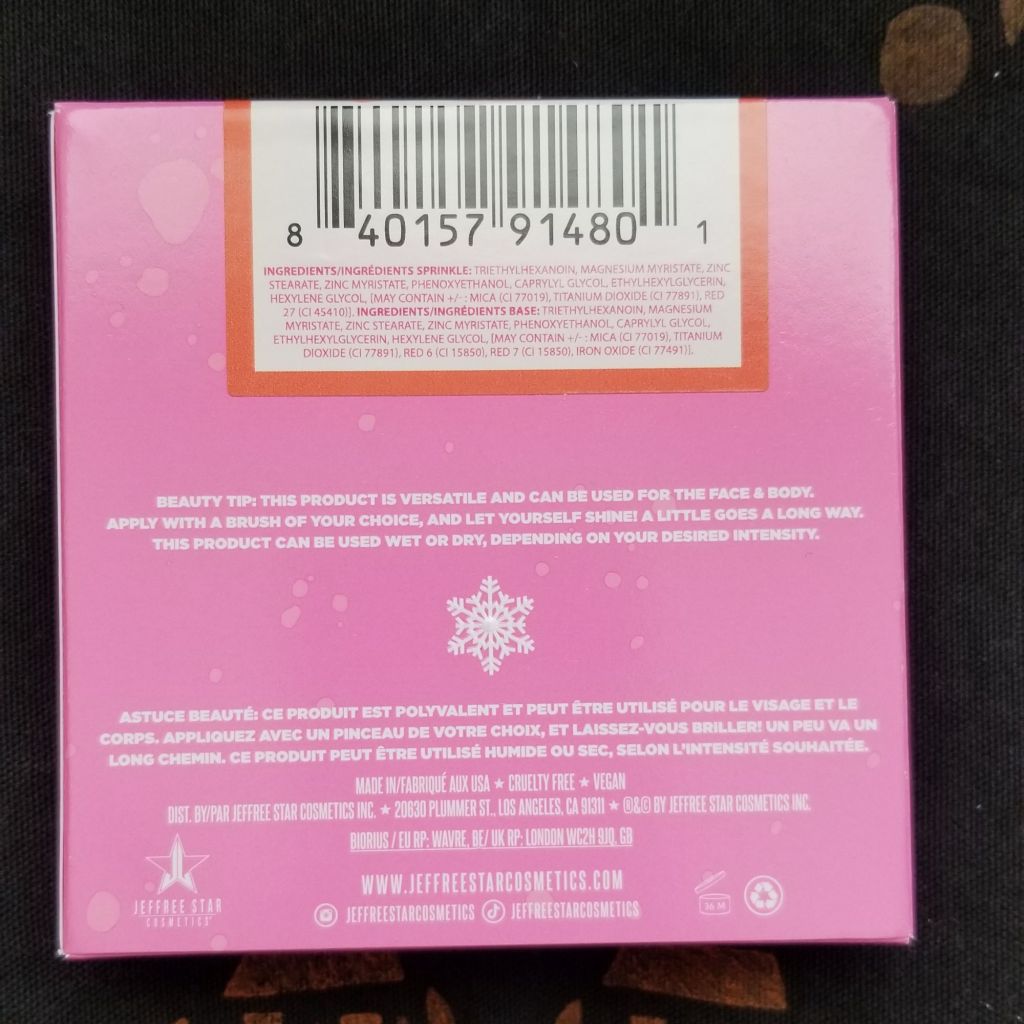 8 40157 91480 1
INGREDIENTS/INGRÉDIENTS SPRINKLE: TRIETHYLHEXANOIN, MAGNESIUM MYRISTATE, ZINC
STEARATE, ZINC MYRISTATE, PHENOXYETHANOL, CAPRYLYL GLYCOL, ETHYLHEXYLGLYCERIN,
HEXYLENE GLYCOL, [MAY CONTAIN +/- : MICA (CI 77019), TITANIUM DIOXIDE (CI 77891), RED
27 (CI 45410)]. INGREDIENTS/INGRÉDIENTS BASE: TRIETHYLHEXANOIN, MAGNESIUM
MYRISTATE, ZINC STEARATE, ZINC MYRISTATE, PHENOXYETHANOL, CAPRYLYL GLYCOL,
ETHYLHEXYLGLYCERIN, HEXYLENE GLYCOL, [MAY CONTAIN +/- : MICA (CI 77019), TITANIUM
DIOXIDE (CI 77891), RED 6 (CI 15850), RED 7 (CI 15850), IRON OXIDE (CI 77491)].
BEAUTY TIP: THIS PRODUCT IS VERSATILE AND CAN BE USED FOR THE FACE & BODY.
APPLY WITH A BRUSH OF YOUR CHOICE, AND LET YOURSELF SHINE! A LITTLE GOES A LONG WAY.
THIS PRODUCT CAN BE USED WET OR DRY, DEPENDING ON YOUR DESIRED INTENSITY.
ASTUCE BEAUTÉ: CE PRODUIT EST POLYVALENT ET PEUT ÊTRE UTILISÉ POUR LE VISAGE ET LE
CORPS. APPLIQUEZ AVEC UN PINCEAU DE VOTRE CHOIX, ET LAISSEZ-VOUS BRILLER! UN PEU VA UN
LONG CHEMIN. CE PRODUIT PEUT ÊTRE UTILISÉ HUMIDE OU SEC, SELON L'INTENSITÉ SOUHAITÉE.
MADE IN/FABRIQUÉ AUX USA ★ CRUELTY FREE ★ VEGAN
DIST. BY/PAR JEFFREE STAR COSMETICS INC. ★ 20630 PLUMMER ST., LOS ANGELES, CA 91311 ★ ®&© BY JEFFREE STAR COSMETICS INC.
BIORIUS / EU RP: WAVRE, BE/ UK RP: LONDON WC2H 9JQ, GB
WWW.JEFFREESTARCOSMETICS.COM
JEFFREESTARCOSMETICS JEFFREESTARCOSMETICS
JEFFREE STAR
COSMETICS
36 M